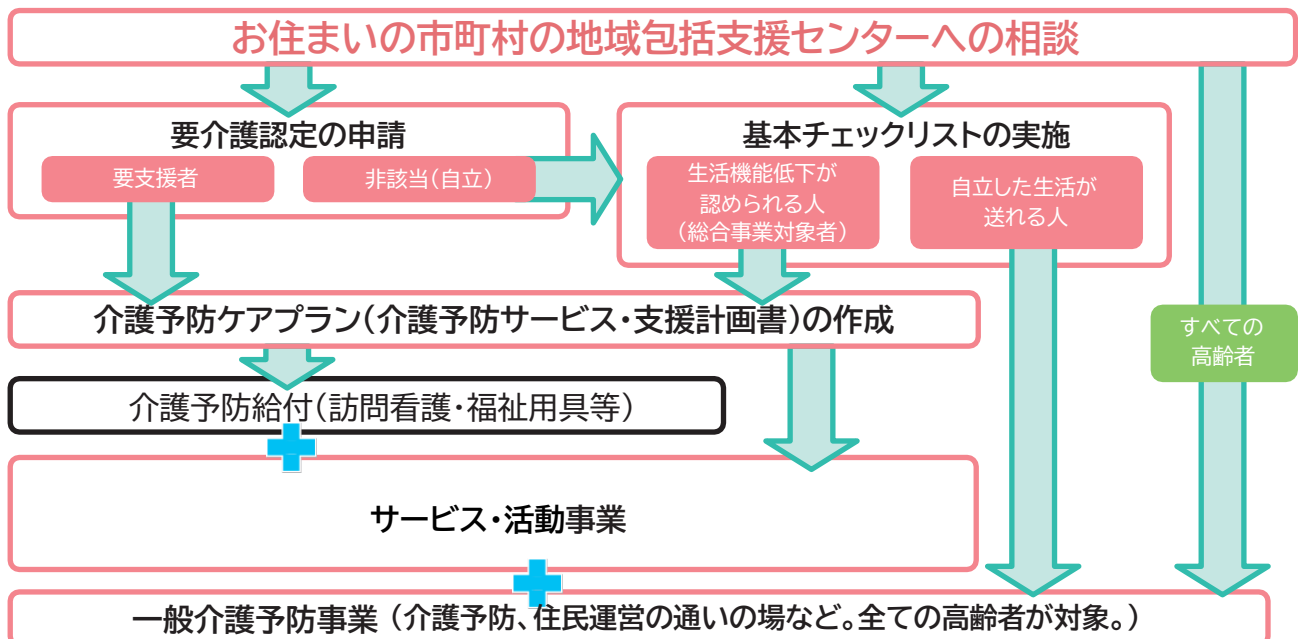 お住まいの市町村の地域包括支援センターへの相談
要介護認定の申請
要支援者
非該当(自立)
基本チェックリストの実施
生活機能低下が
認められる人
(総合事業対象者)
自立した生活が
送れる人
介護予防ケアプラン(介護予防サービス・支援計画書)の作成
すべての
高齢者
介護予防給付(訪問看護・福祉用具等)
サービス・活動事業
一般介護予防事業(介護予防、住民運営の通いの場など。全ての高齢者が対象。)